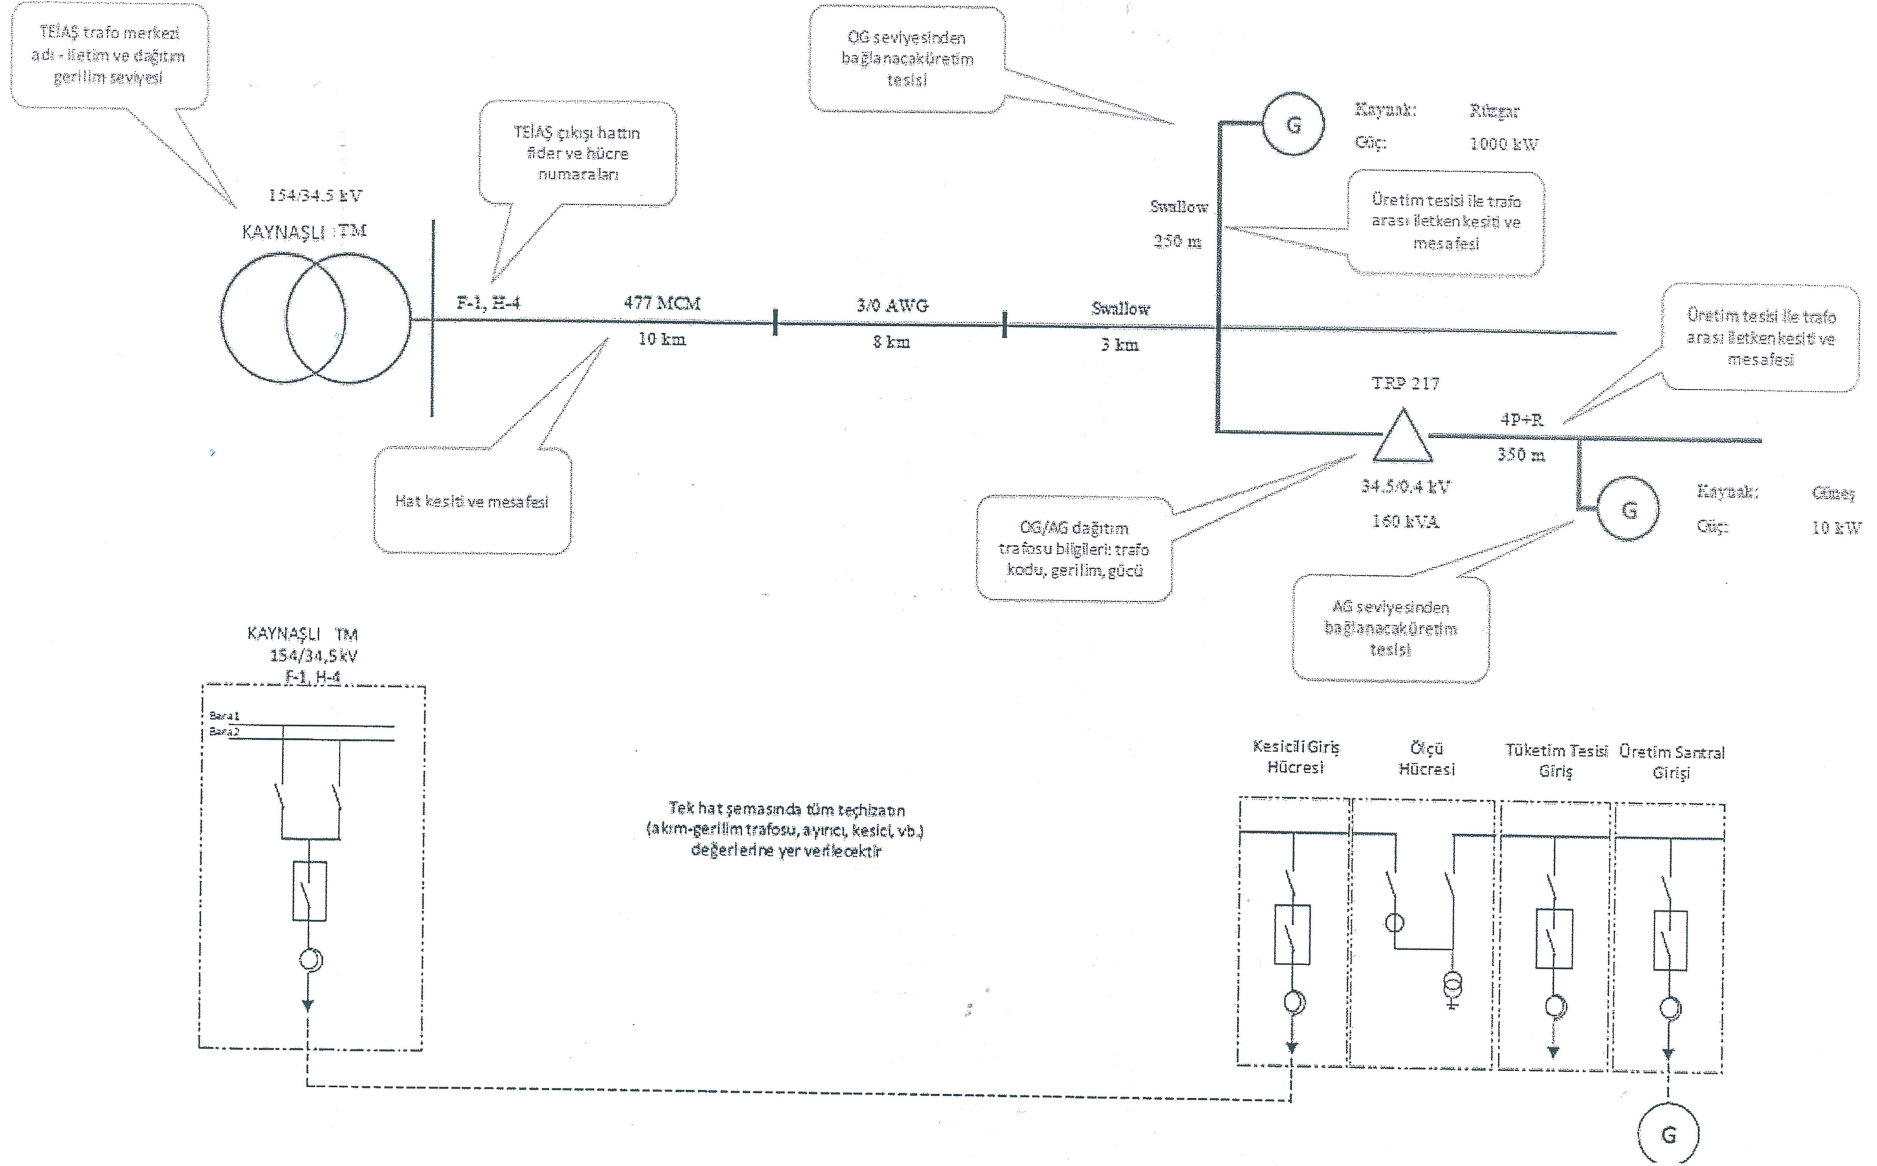 TEİAŞ trafo merkezi
adı - iletim ve dağıtım
gerilim seviyesi
OG seviyesinden
bağlanacaküretim
tesisi
TEİAŞ çıkışı hattın
fider ve hücre
numaraları
G
Kaynak: Rüzgar
Güç: 1000 kW
154/34.5 kV
KAYNAŞLI TM
Swallow
250 m
Üretim tesisi ile trafo
arası iletken kesiti ve
mesafesi
F-1, H-4
477 MCM
10 km
3/0 AWG
8 km
Swallow
3 km
Üretim tesisi ile trafo
arası iletken kesiti ve
mesafesi
TRP 217
4P+R
350 m
34.5/0.4 kV
160 kVA
G
Kaynak: Güneş
Güç: 10 kW
Hat kesiti ve mesafesi
OG/AG dağıtım
trafosu bilgileri: trafo
kodu, gerilim, gücü
AG seviyesinden
bağlanacaküretim
tesisi
KAYNAŞLI TM
154/34,5kV
F-1, H-4
Bara1
Bara2
Tek hat şemasında tüm teçhizatın
(akım-gerilim trafosu, ayırıcı, kesici, vb.)
değerlerine yer verilecektir
Kesicili Giriş
Hücresi
Ölçü
Hücresi
Tüketim Tesisi
Giriş
Üretim Santral
Girişi
G